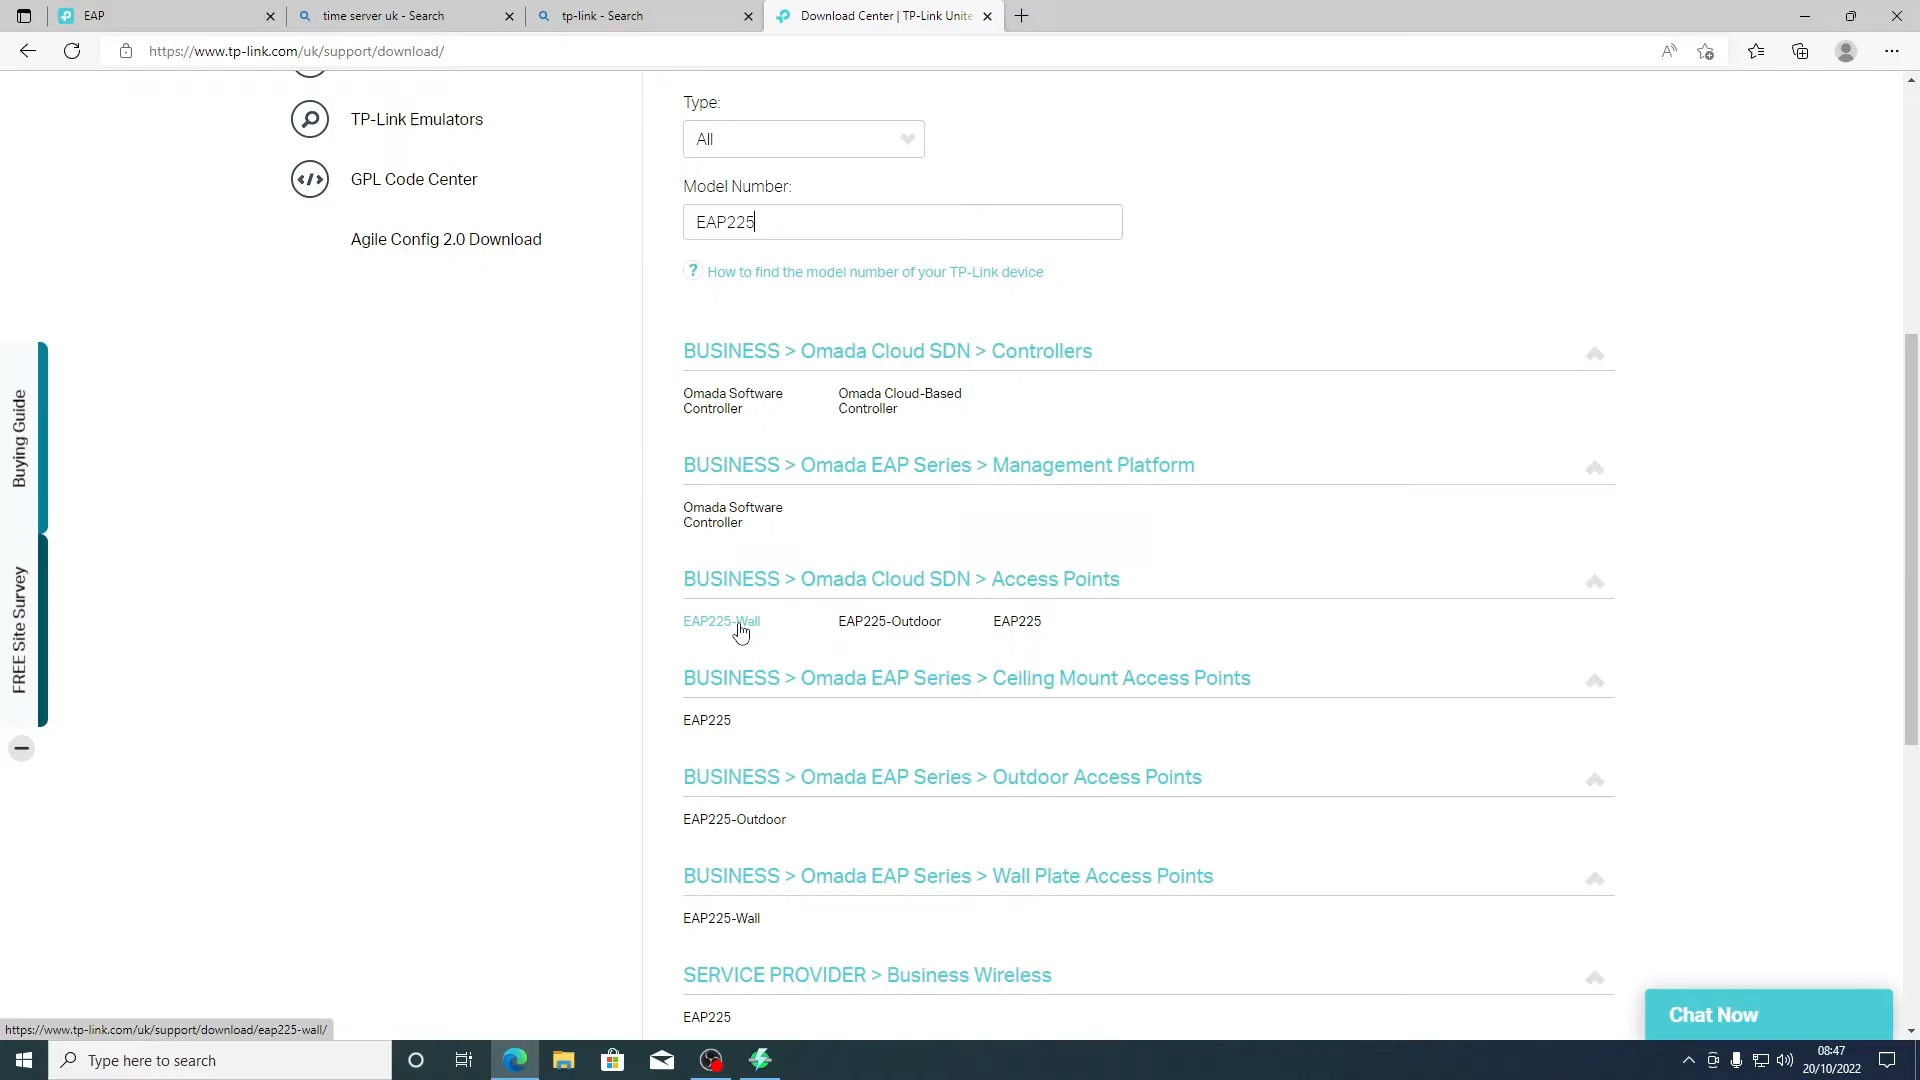 EAP
time server uk - Search
tp-link - Search
Download Center | TP-Link Unite
https://www.tp-link.com/uk/support/download/
TP-Link Emulators
GPL Code Center
Agile Config 2.0 Download
Type:
All
Model Number:
EAP225
? How to find the model number of your TP-Link device
BUSINESS > Omada Cloud SDN > Controllers
Omada Software Controller
Omada Cloud-Based Controller
BUSINESS > Omada EAP Series > Management Platform
Omada Software Controller
BUSINESS > Omada Cloud SDN > Access Points
EAP225-Wall EAP225-Outdoor EAP225
BUSINESS > Omada EAP Series > Ceiling Mount Access Points
EAP225
BUSINESS > Omada EAP Series > Outdoor Access Points
EAP225-Outdoor
BUSINESS > Omada EAP Series > Wall Plate Access Points
EAP225-Wall
SERVICE PROVIDER > Business Wireless
EAP225
Buying Guide
FREE Site Survey
Chat Now
https://www.tp-link.com/uk/support/download/eap225-wall/
Type here to search
08:47
20/10/2022